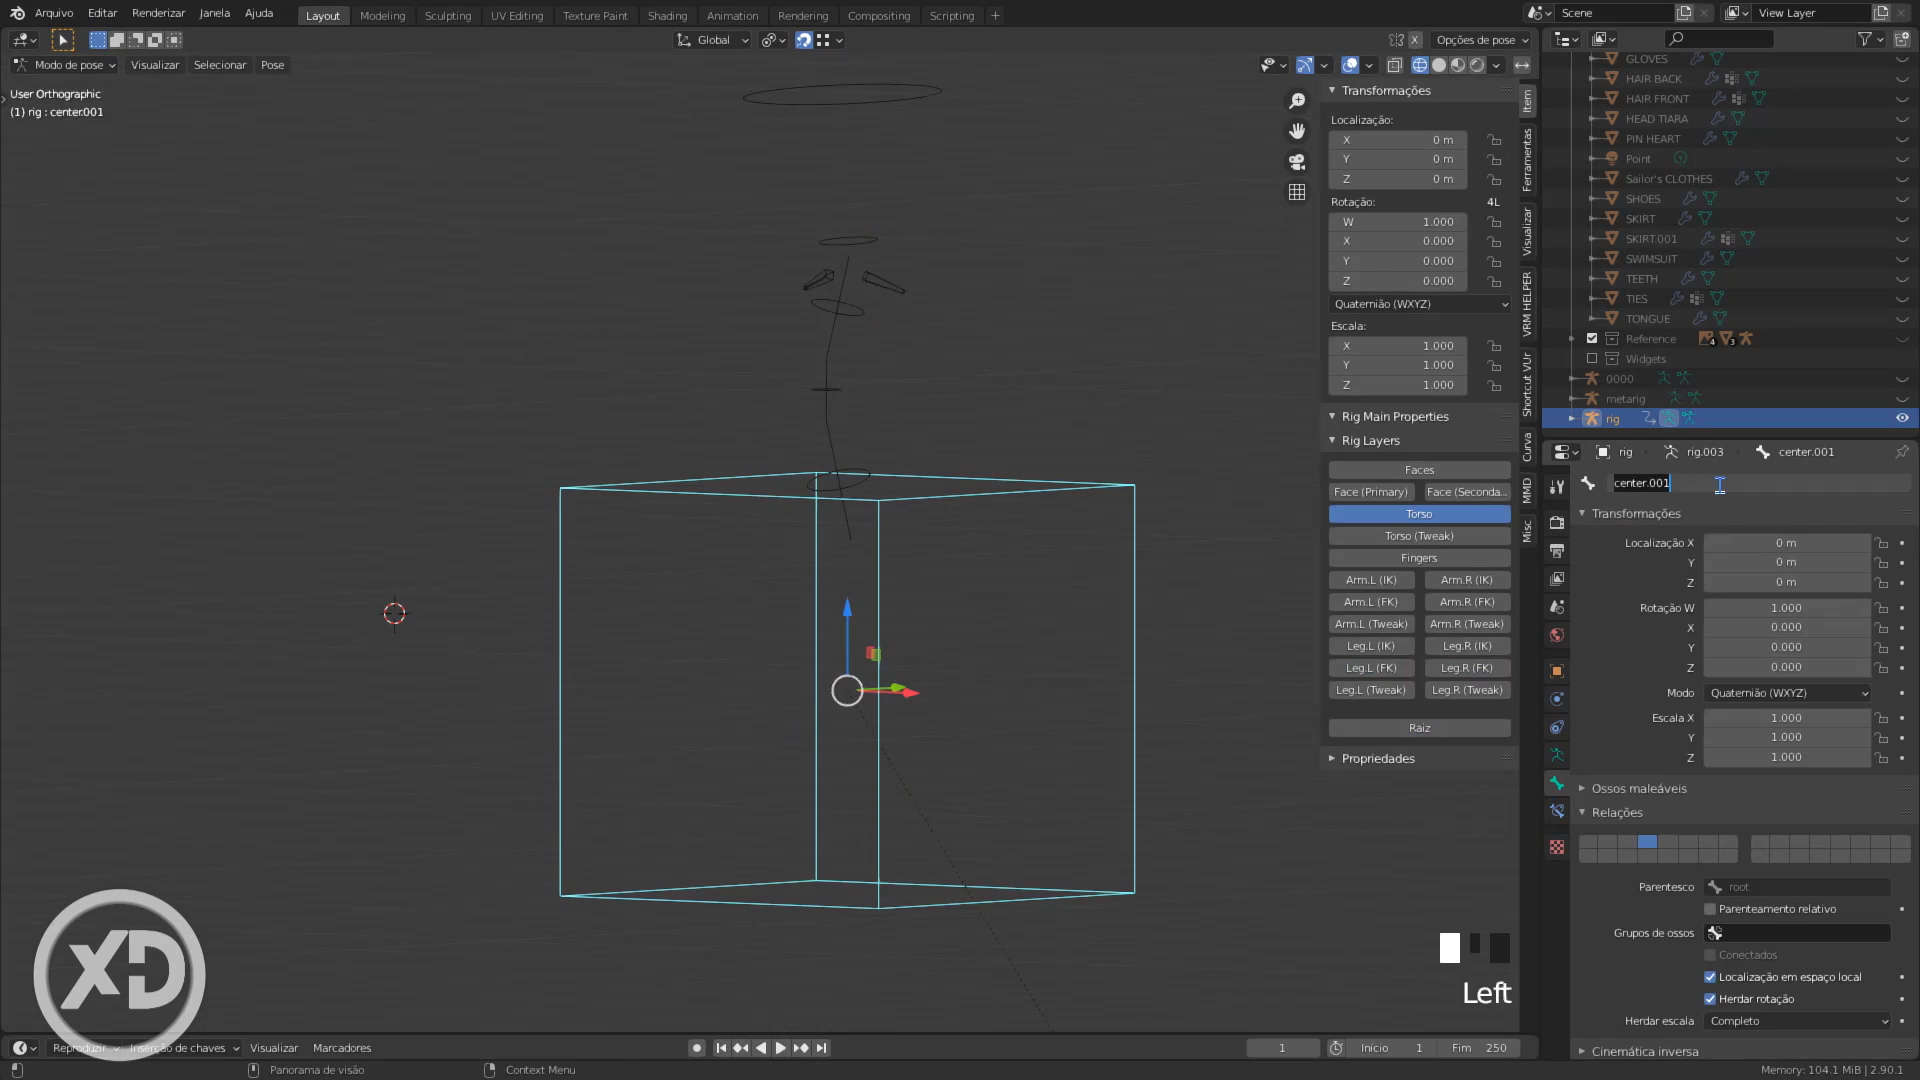 Arquivo Editar Renderizar Janela Ajuda Layout Modeling Sculpting UV Editing Texture Paint Shading Animation Rendering Compositing Scripting + Scene View Layer
Global X Opções de pose
Modo de pose Visualizar Selecionar Pose
User Orthographic
(1) rig : center.001
Transformações
Localização:
X 0 m
Y 0 m
Z 0 m
Rotação: 4L
W 1.000
X 0.000
Y 0.000
Z 0.000
Quaternião (WXYZ)
Escala:
X 1.000
Y 1.000
Z 1.000
Rig Main Properties
Rig Layers
Faces
Face (Primary) Face (Seconda...
Torso
Torso (Tweak)
Fingers
Arm.L (IK) Arm.R (IK)
Arm.L (FK) Arm.R (FK)
Arm.L (Tweak) Arm.R (Tweak)
Leg.L (IK) Leg.R (IK)
Leg.L (FK) Leg.R (FK)
Leg.L (Tweak) Leg.R (Tweak)
Raiz
Propriedades
Item
Ferramentas
Visualizar
VRM HELPER
Shortcut VUr
Curva
MMD
Misc
GLOVES
HAIR BACK
HAIR FRONT
HEAD TIARA
PIN HEART
Point
Sailor's CLOTHES
SHOES
SKIRT
SKIRT.001
SWIMSUIT
TEETH
TIES
TONGUE
Reference 4 3
Widgets
0000
metarig
rig
rig rig.003 center.001
center.001
Transformações
Localização X 0 m
Y 0 m
Z 0 m
Rotação W 1.000
X 0.000
Y 0.000
Z 0.000
Modo Quaternião (WXYZ)
Escala X 1.000
Y 1.000
Z 1.000
Ossos maleáveis
Relações
Parentesco root
Parenteamento relativo
Grupos de ossos
Conectados
Localização em espaço local
Herdar rotação
Herdar escala Completo
Cinemática inversa
Left
XD
Reproduzir Inserção de chaves Visualizar Marcadores 1 Início 1 Fim 250
Panorama de visão Context Menu Memory: 104.1 MiB | 2.90.1